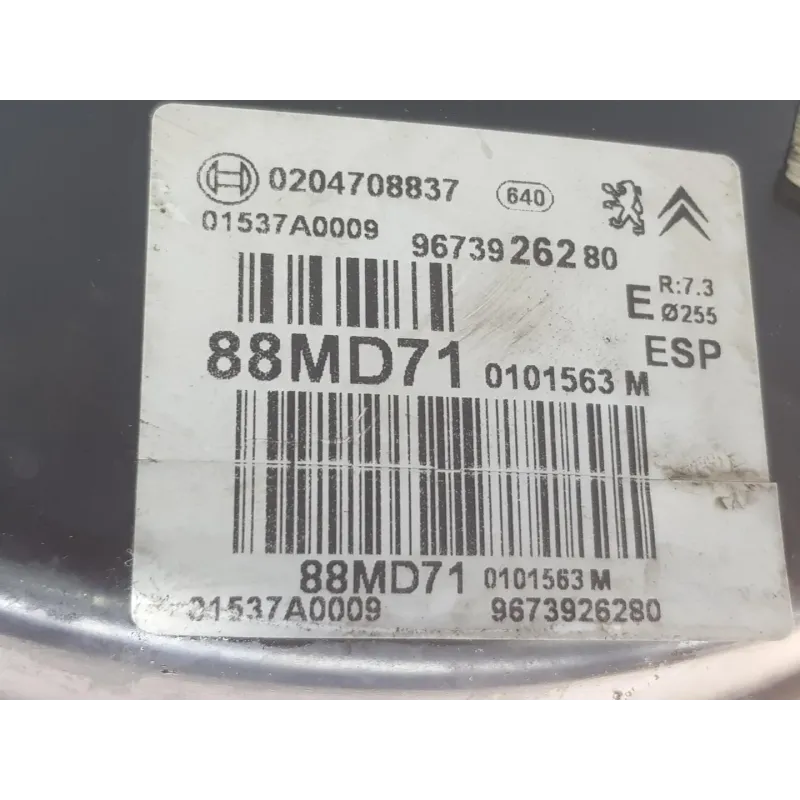 0204708837 640
01537A0009 9673926280
R:7.3
E Ø255
88MD71 0101563 M ESP
88MD71 0101563 M
01537A0009 9673926280